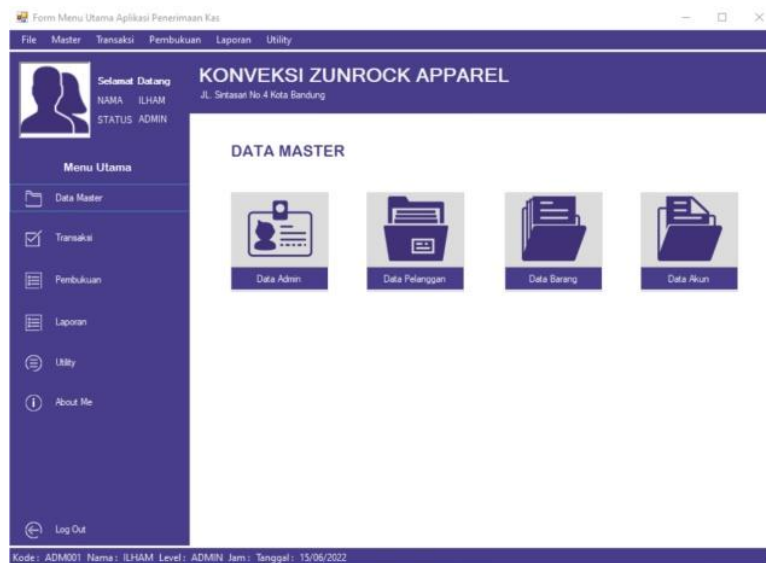 Form Menu Utama Aplikasi Penerimaan Kas
File Master Transaksi Pembukuan Laporan Utility
Selamat Datang
NAMA ILHAM
STATUS ADMIN
KONVEKSI ZUNROCK APPAREL
JL. Sintasari No.4 Kota Bandung
Menu Utama
Data Master
Transaksi
Pembukuan
Laporan
Utility
About Me
Log Out
DATA MASTER
Data Admin
Data Pelanggan
Data Barang
Data Akun
Kode : ADM001 Nama : ILHAM Level : ADMIN Jam : Tanggal : 15/06/2022